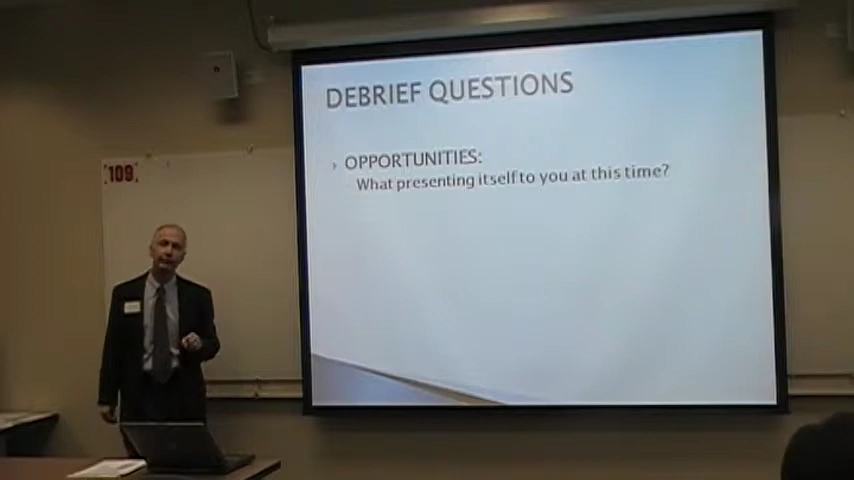 DEBRIEF QUESTIONS
OPPORTUNITIES:
What presenting itself to you at this time?
109